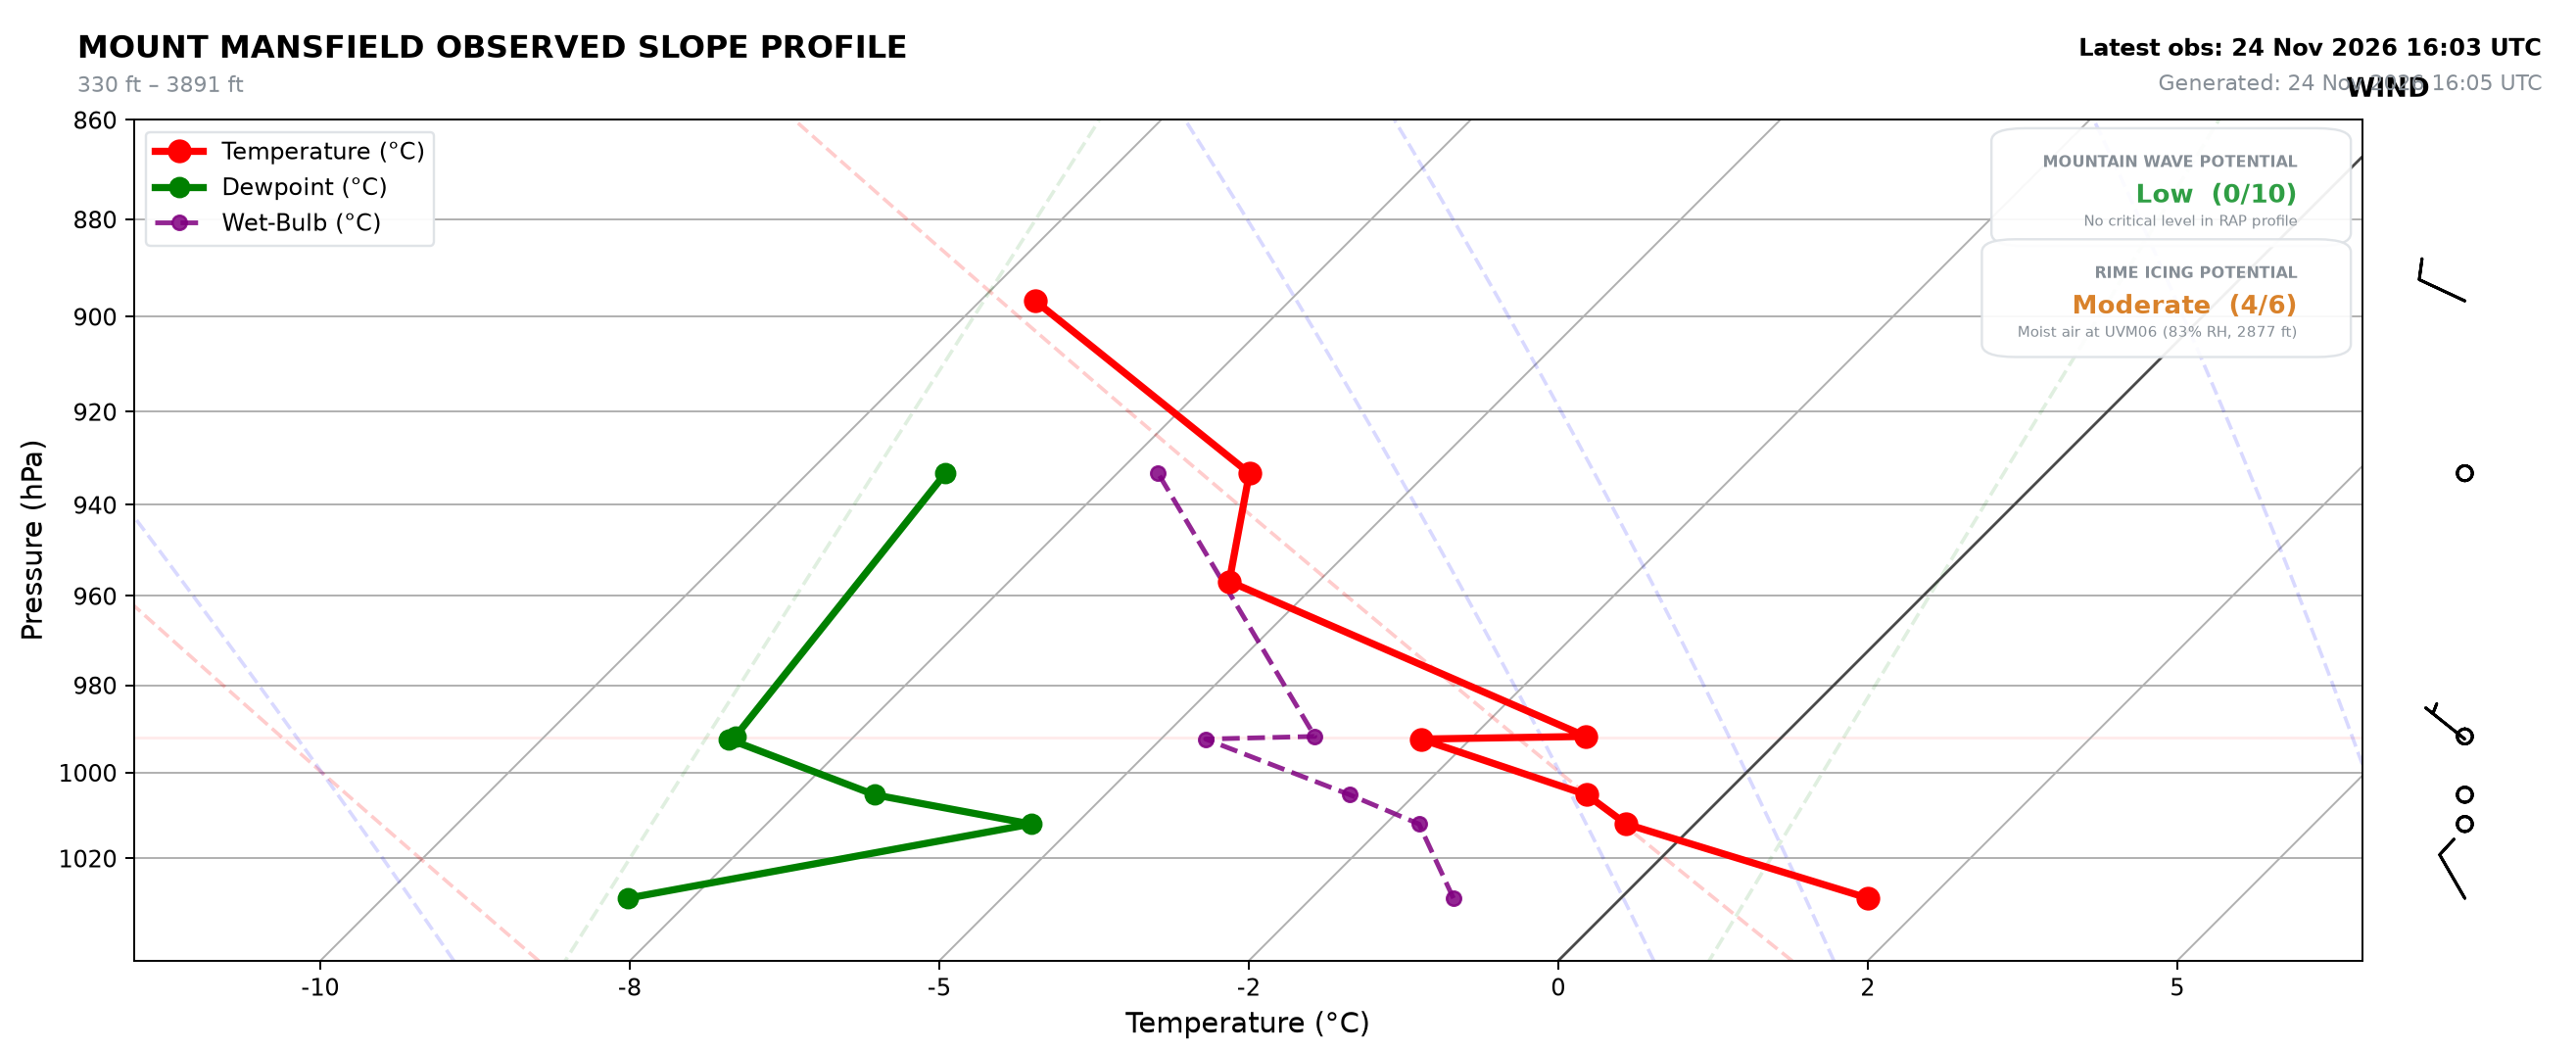 MOUNT MANSFIELD OBSERVED SLOPE PROFILE
330 ft – 3891 ft
Latest obs: 24 Nov 2026 16:03 UTC
Generated: 24 Nov 2026 16:05 UTC
WIND
Temperature (°C)
Dewpoint (°C)
Wet-Bulb (°C)
MOUNTAIN WAVE POTENTIAL
Low (0/10)
No critical level in RAP profile
RIME ICING POTENTIAL
Moderate (4/6)
Moist air at UVM06 (83% RH, 2877 ft)
Pressure (hPa)
860
880
900
920
940
960
980
1000
1020
-10 -8 -5 -2 0 2 5
Temperature (°C)